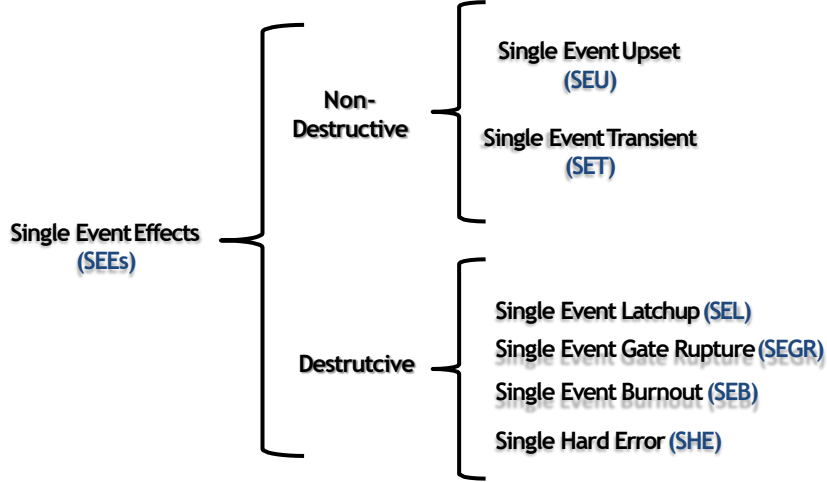 Single Event Upset
(SEU)
Non-
Destructive
Single Event Transient
(SET)
Single Event Effects
(SEEs)
Single Event Latchup (SEL)
Single Event Gate Rupture (SEGR)
Destrutcive
Single Event Burnout (SEB)
Single Hard Error (SHE)